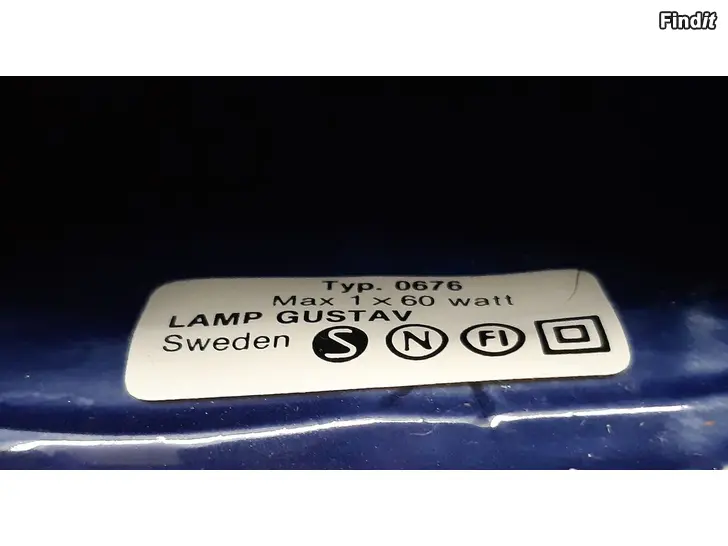 Findit
Typ. 0676
Max 1 x 60 watt
LAMP GUSTAV
Sweden S N FI